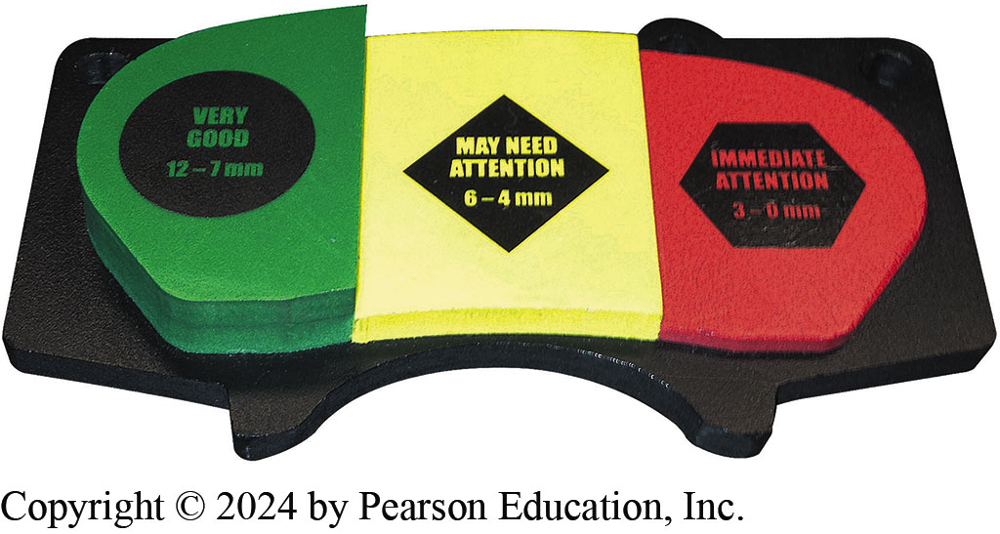 VERY
GOOD
12 – 7 mm
MAY NEED
ATTENTION
6 – 4 mm
IMMEDIATE
ATTENTION
3 – 0 mm
Copyright © 2024 by Pearson Education, Inc.